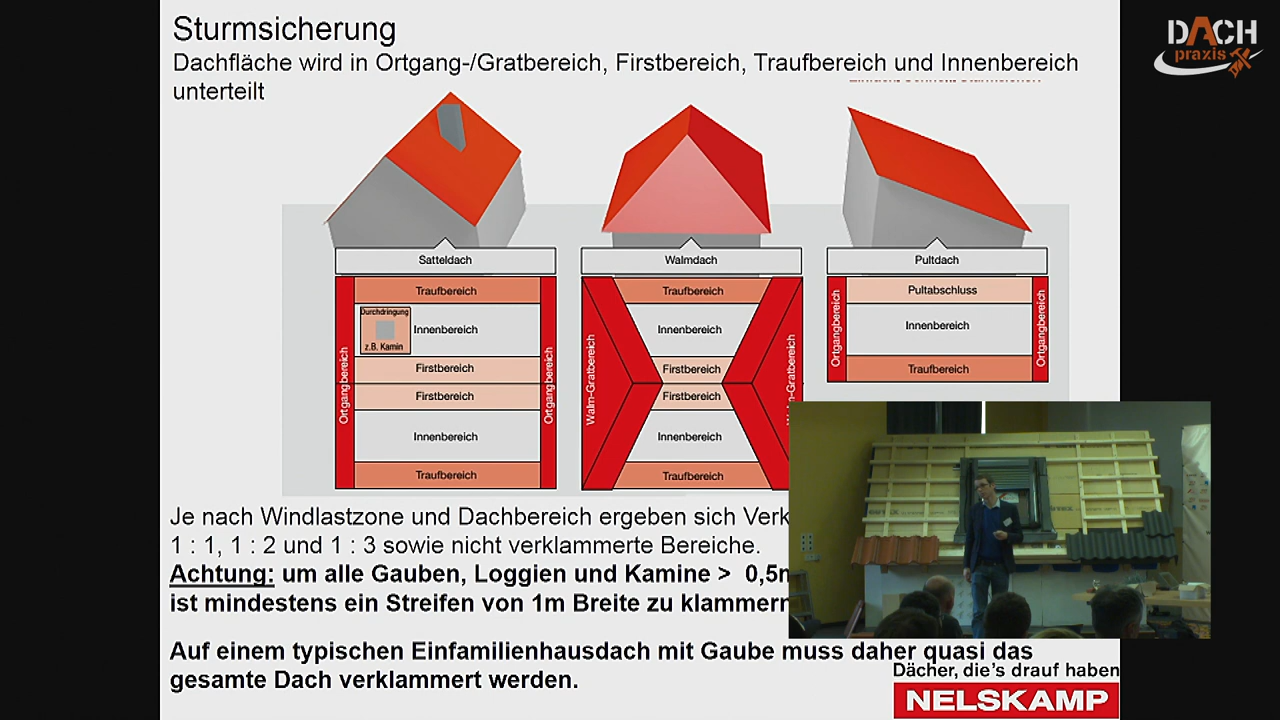 Sturmsicherung
Dachfläche wird in Ortgang-/Gratbereich, Firstbereich, Traufbereich und Innenbereich
unterteilt
DACH
praxis
Satteldach
Traufbereich
Durchdringung
z.B. Kamin
Innenbereich
Firstbereich
Firstbereich
Innenbereich
Traufbereich
Ortgangbereich
Ortgangbereich
Walmdach
Traufbereich
Innenbereich
Firstbereich
Firstbereich
Innenbereich
Traufbereich
Walm-Gratbereich
-Gratbereich
Pultdach
Pultabschluss
Innenbereich
Traufbereich
Ortgangbereich
Ortgangbereich
Je nach Windlastzone und Dachbereich ergeben sich Verk
1 : 1, 1 : 2 und 1 : 3 sowie nicht verklammerte Bereiche.
Achtung: um alle Gauben, Loggien und Kamine > 0,5m
ist mindestens ein Streifen von 1m Breite zu klammern
Auf einem typischen Einfamilienhausdach mit Gaube muss daher quasi das
gesamte Dach verklammert werden.
Dächer, die's drauf haben
NELSKAMP